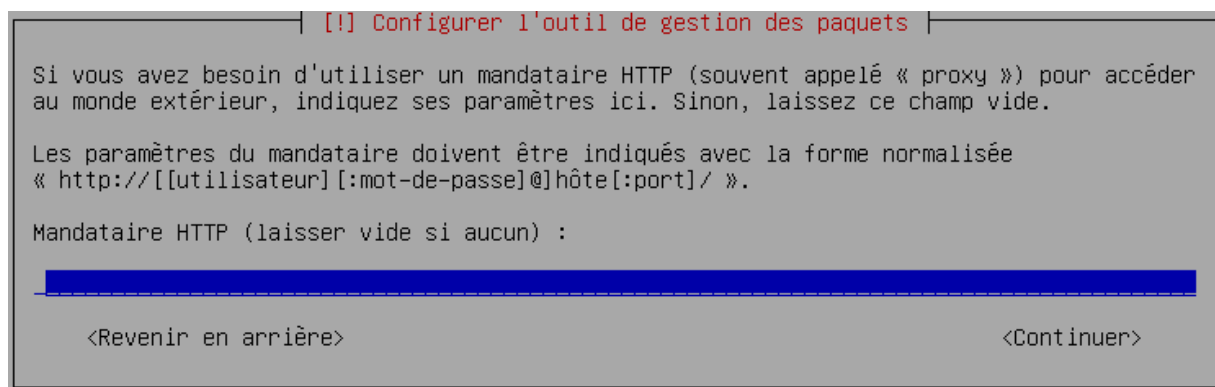 [!] Configurer l'outil de gestion des paquets
Si vous avez besoin d'utiliser un mandataire HTTP (souvent appelé « proxy ») pour accéder
au monde extérieur, indiquez ses paramètres ici. Sinon, laissez ce champ vide.
Les paramètres du mandataire doivent être indiqués avec la forme normalisée
« http://[[utilisateur][:mot-de-passe]@]hôte[:port]/ ».
Mandataire HTTP (laisser vide si aucun) :
<Revenir en arrière> <Continuer>